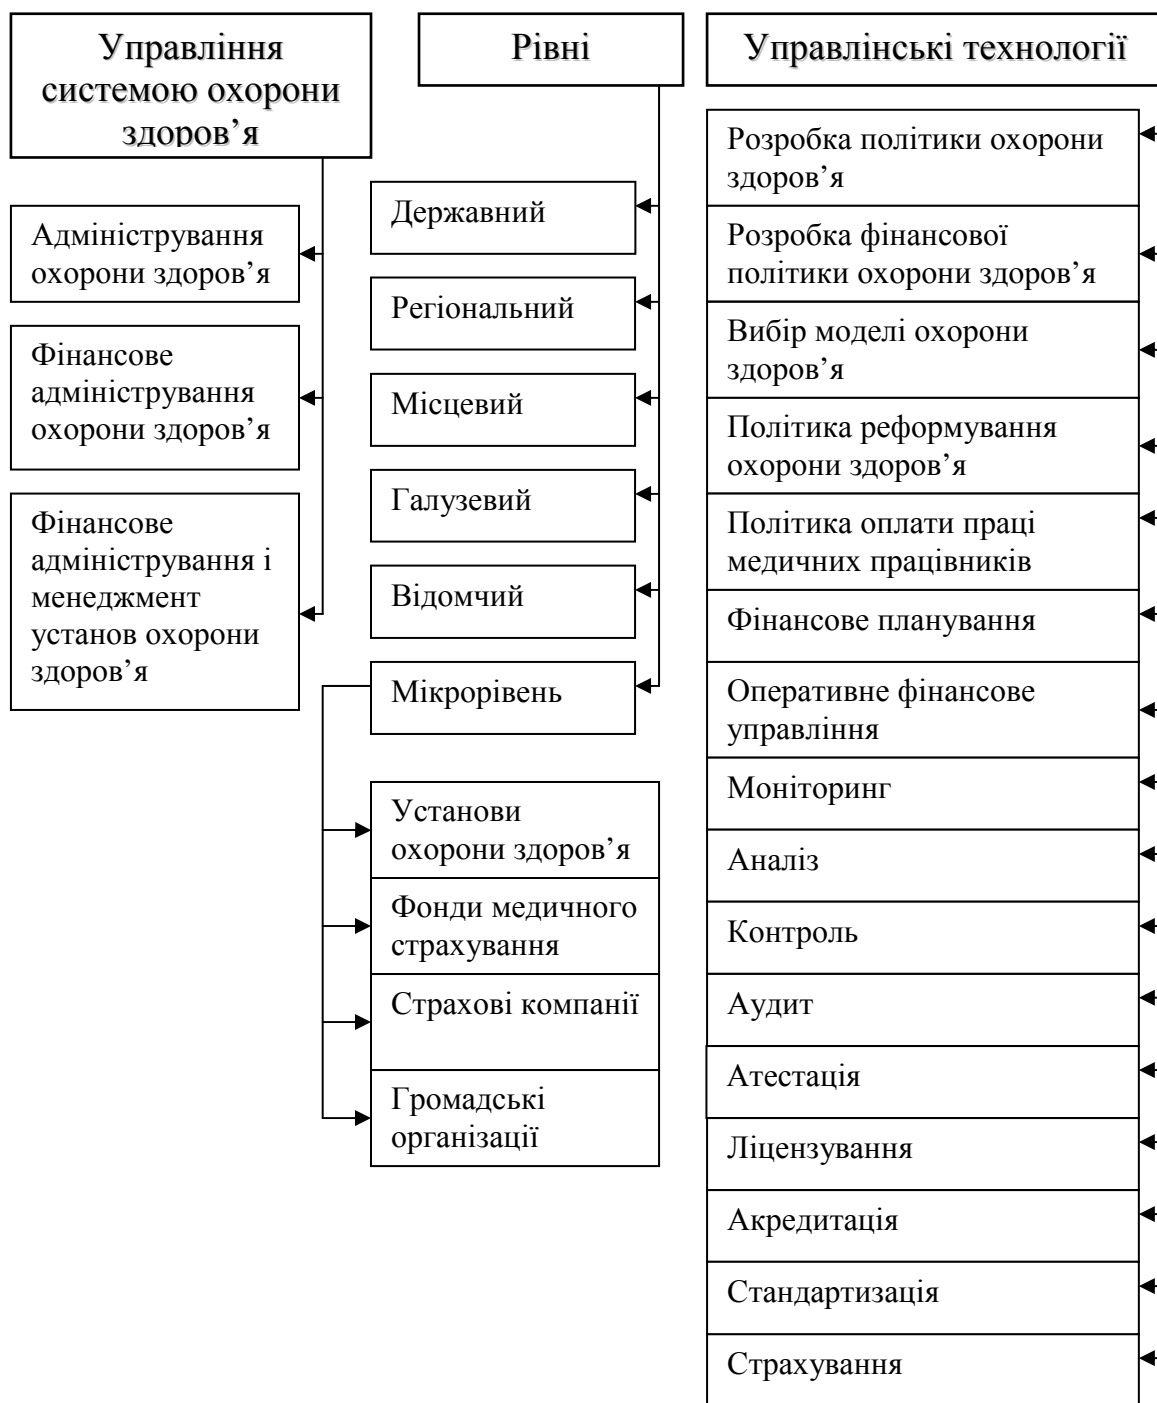 Управління
системою охорони
здоров’я
Адміністрування
охорони здоров’я
Фінансове
адміністрування
охорони здоров’я
Фінансове
адміністрування і
менеджмент
установ охорони
здоров’я
Рівні
Державний
Регіональний
Місцевий
Галузевий
Відомчий
Мікрорівень
Установи
охорони здоров’я
Фонди медичного
страхування
Страхові компанії
Громадські
організації
Управлінські технології
Розробка політики охорони
здоров’я
Розробка фінансової
політики охорони здоров’я
Вибір моделі охорони
здоров’я
Політика реформування
охорони здоров’я
Політика оплати праці
медичних працівників
Фінансове планування
Оперативне фінансове
управління
Моніторинг
Аналіз
Контроль
Аудит
Атестація
Ліцензування
Акредитація
Стандартизація
Страхування